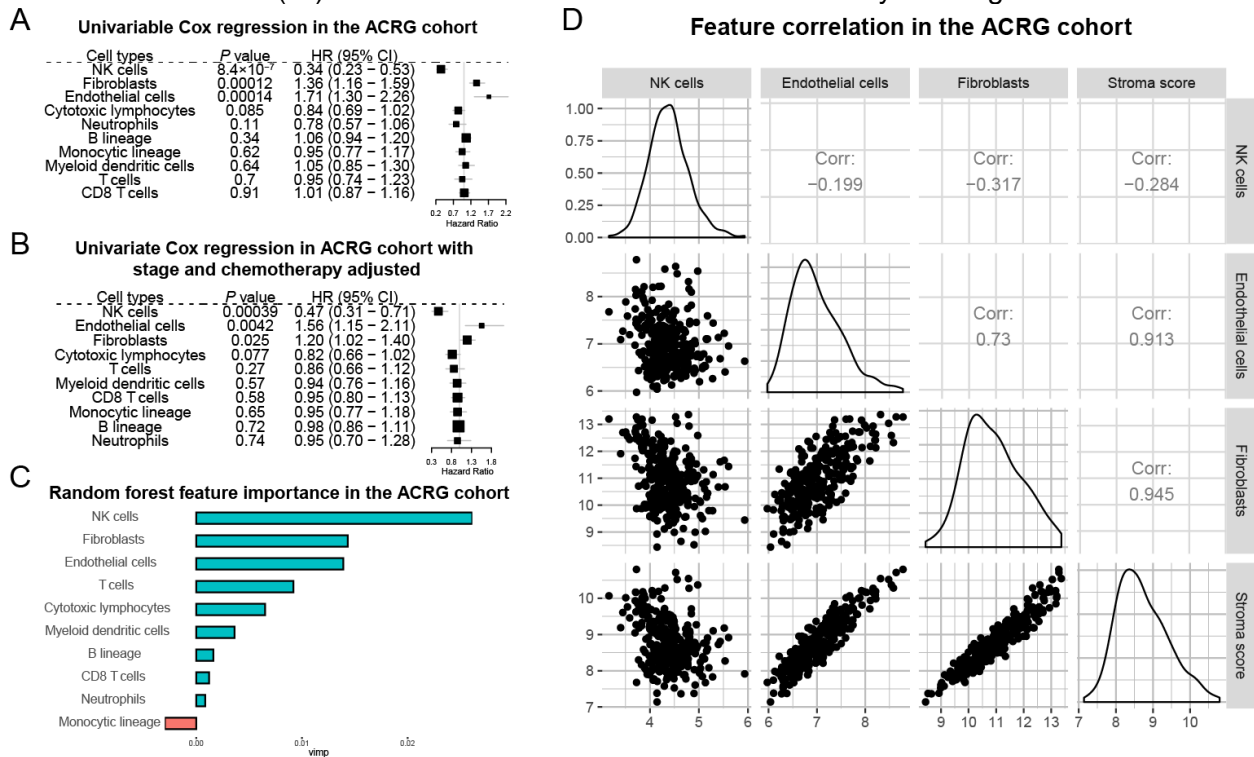 A
Univariable Cox regression in the ACRG cohort
Cell types P value HR (95% CI)
NK cells 8.4×10⁻⁷ 0.34 (0.23 − 0.53)
Fibroblasts 0.00012 1.36 (1.16 − 1.59)
Endothelial cells 0.00014 1.71 (1.30 − 2.26)
Cytotoxic lymphocytes 0.085 0.84 (0.69 − 1.02)
Neutrophils 0.11 0.78 (0.57 − 1.06)
B lineage 0.34 1.06 (0.94 − 1.20)
Monocytic lineage 0.62 0.95 (0.77 − 1.17)
Myeloid dendritic cells 0.64 1.05 (0.85 − 1.30)
T cells 0.7 0.95 (0.74 − 1.23)
CD8 T cells 0.91 1.01 (0.87 − 1.16)
0.2 0.7 1.2 1.7 2.2
Hazard Ratio
B
Univariate Cox regression in ACRG cohort with
stage and chemotherapy adjusted
Cell types P value HR (95% CI)
NK cells 0.00039 0.47 (0.31 − 0.71)
Endothelial cells 0.0042 1.56 (1.15 − 2.11)
Fibroblasts 0.025 1.20 (1.02 − 1.40)
Cytotoxic lymphocytes 0.077 0.82 (0.66 − 1.02)
T cells 0.27 0.86 (0.66 − 1.12)
Myeloid dendritic cells 0.57 0.94 (0.76 − 1.16)
CD8 T cells 0.58 0.95 (0.80 − 1.13)
Monocytic lineage 0.65 0.95 (0.77 − 1.18)
B lineage 0.72 0.98 (0.86 − 1.11)
Neutrophils 0.74 0.95 (0.70 − 1.28)
0.3 0.8 1.3 1.8
Hazard Ratio
C
Random forest feature importance in the ACRG cohort
NK cells
Fibroblasts
Endothelial cells
T cells
Cytotoxic lymphocytes
Myeloid dendritic cells
B lineage
CD8 T cells
Neutrophils
Monocytic lineage
0.00 0.01 0.02
vimp
D
Feature correlation in the ACRG cohort
NK cells Endothelial cells Fibroblasts Stroma score
1.00
0.75
0.50
0.25
0.00
Corr:
−0.199
Corr:
−0.317
Corr:
−0.284
NK cells
8
7
6
Corr:
0.73
Corr:
0.913
Endothelial cells
13
12
11
10
9
Corr:
0.945
Fibroblasts
10
9
8
7
Stroma score
4 5 6 6 7 8 9 10 11 12 13 7 8 9 10